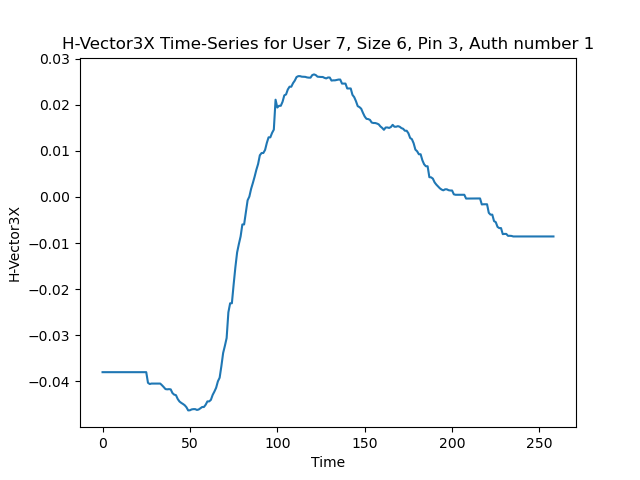 H-Vector3X Time-Series for User 7, Size 6, Pin 3, Auth number 1
0.03
0.02
0.01
0.00
−0.01
−0.02
−0.03
−0.04
H-Vector3X
0 50 100 150 200 250
Time